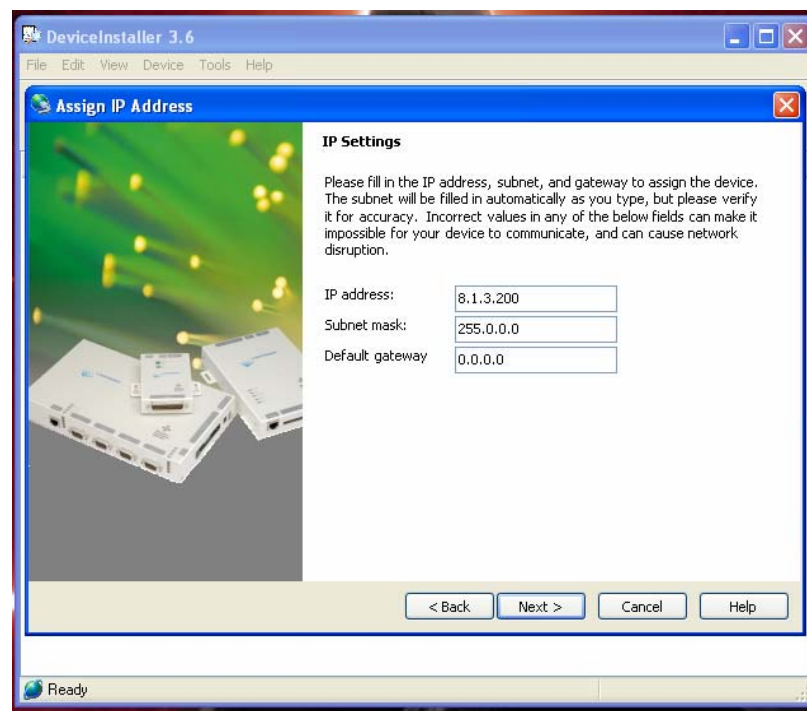 DeviceInstaller 3.6
File Edit View Device Tools Help
Assign IP Address
IP Settings
Please fill in the IP address, subnet, and gateway to assign the device.
The subnet will be filled in automatically as you type, but please verify
it for accuracy. Incorrect values in any of the below fields can make it
impossible for your device to communicate, and can cause network
disruption.
IP address: 8.1.3.200
Subnet mask: 255.0.0.0
Default gateway 0.0.0.0
< Back Next > Cancel Help
Ready